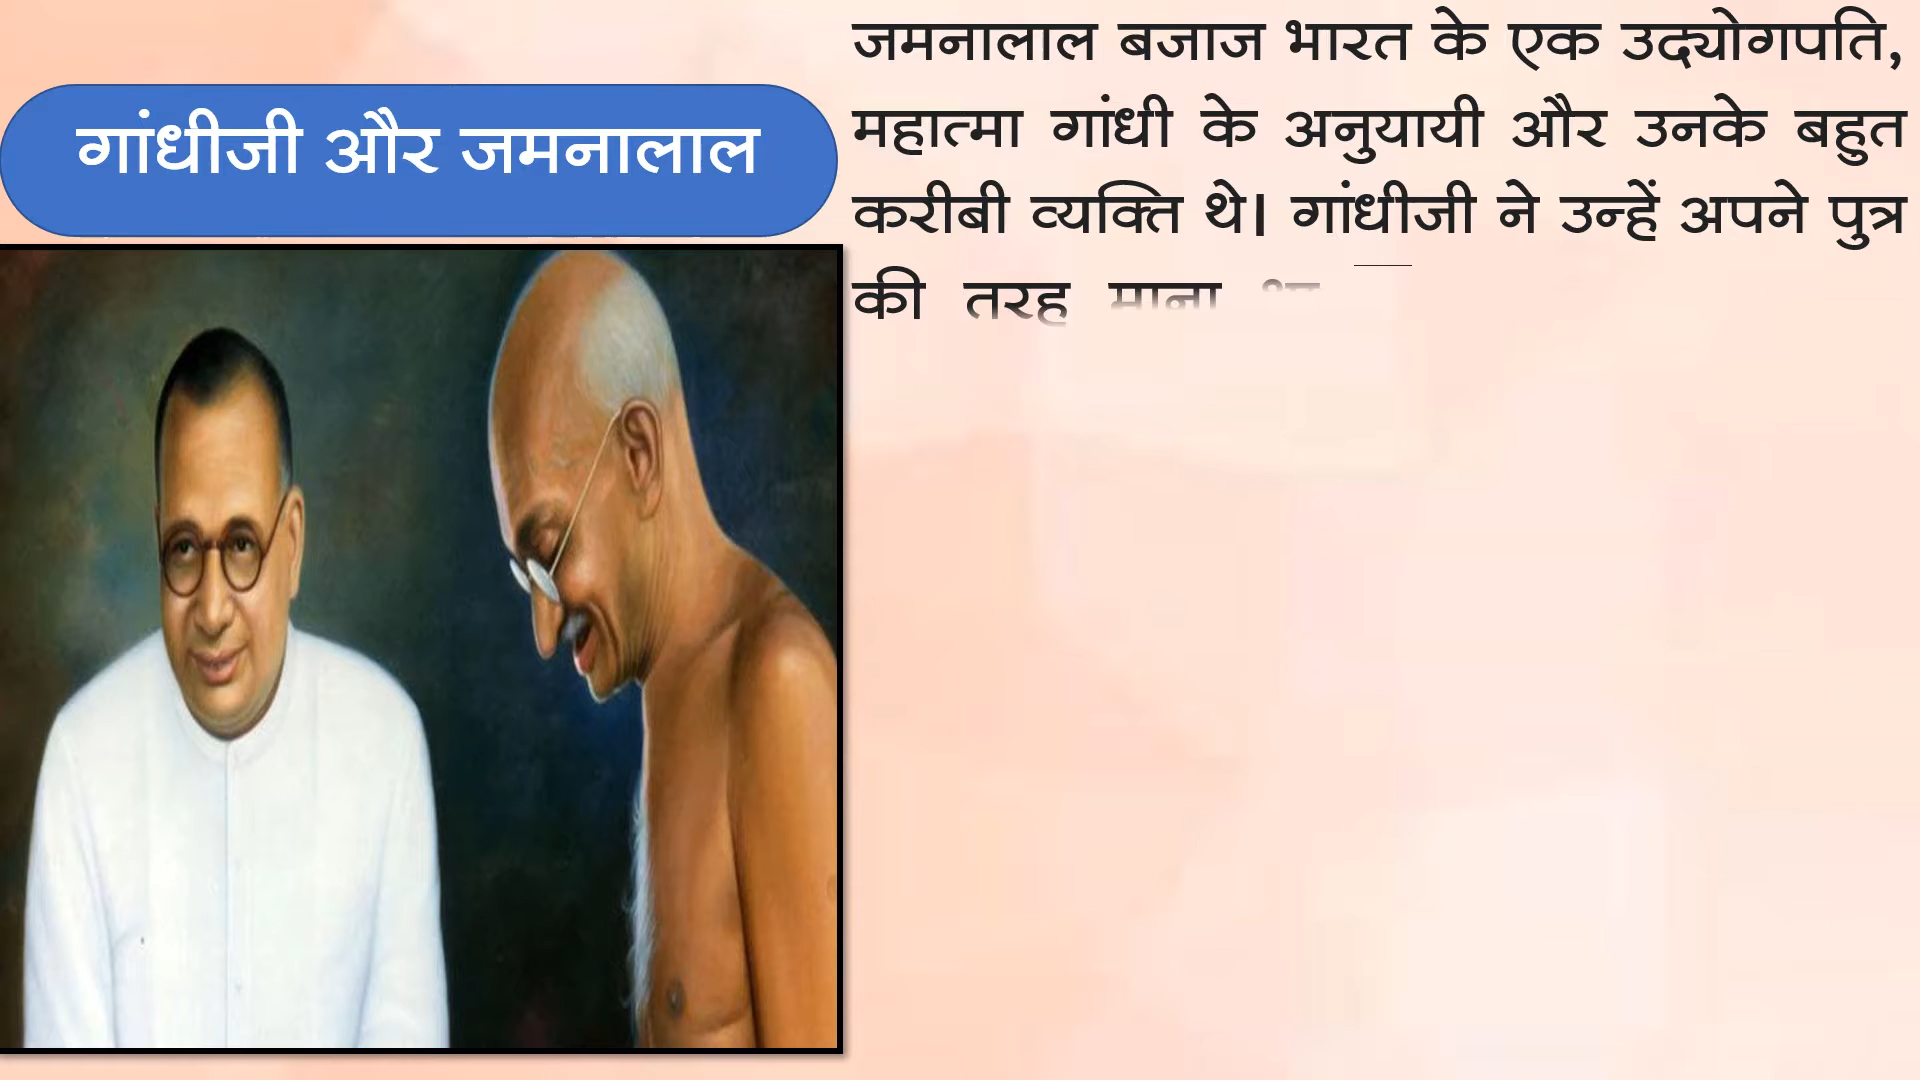 गांधीजी और जमनालाल
जमनालाल बजाज भारत के एक उद्योगपति,
महात्मा गांधी के अनुयायी और उनके बहुत
करीबी व्यक्ति थे। गांधीजी ने उन्हें अपने पुत्र
की तरह माना